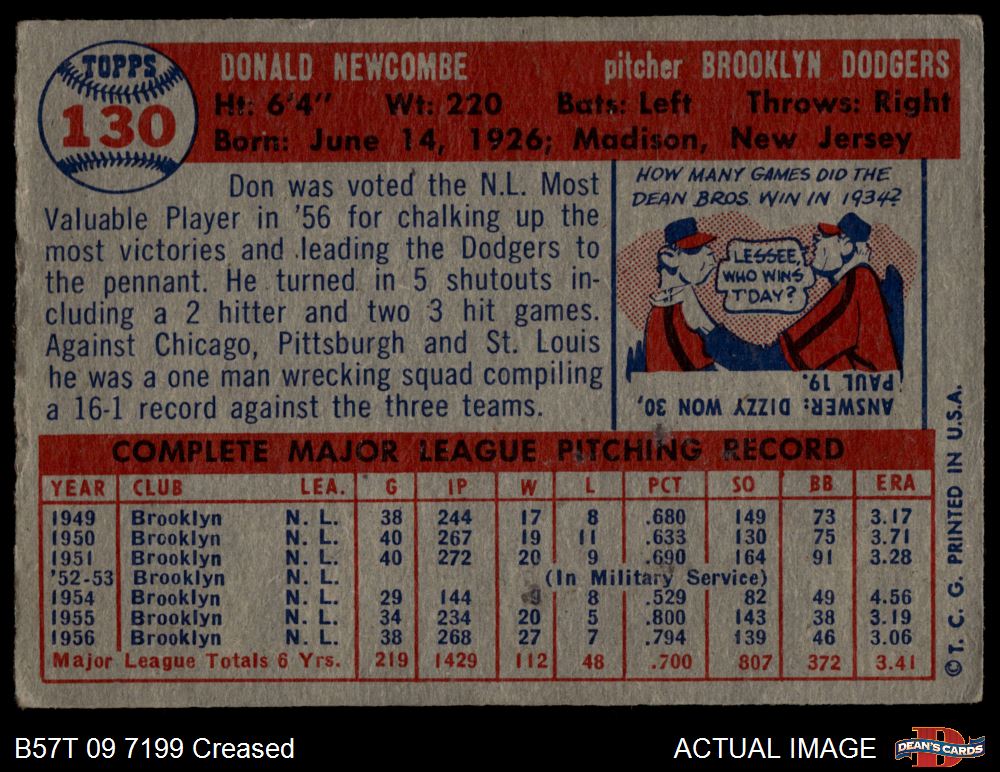 TOPPS
130
DONALD NEWCOMBE pitcher BROOKLYN DODGERS
Ht: 6'4" Wt: 220 Bats: Left Throws: Right
Born: June 14, 1926; Madison, New Jersey
Don was voted the N.L. Most
Valuable Player in '56 for chalking up the
most victories and leading the Dodgers to
the pennant. He turned in 5 shutouts in-
cluding a 2 hitter and two 3 hit games.
Against Chicago, Pittsburgh and St. Louis
he was a one man wrecking squad compiling
a 16-1 record against the three teams.
HOW MANY GAMES DID THE
DEAN BROS. WIN IN 1934?
LESSEE,
WHO WINS
T'DAY?
ANSWER: DIZZY WON 30,
PAUL 19.
COMPLETE MAJOR LEAGUE PITCHING RECORD
YEAR CLUB LEA. G IP W L PCT SO BB ERA
1949 Brooklyn N. L. 38 244 17 8 .680 149 73 3.17
1950 Brooklyn N. L. 40 267 19 11 .633 130 75 3.71
1951 Brooklyn N. L. 40 272 20 9 .690 164 91 3.28
'52-53 Brooklyn N. L. (In Military Service)
1954 Brooklyn N. L. 29 144 9 8 .529 82 49 4.56
1955 Brooklyn N. L. 34 234 20 5 .800 143 38 3.19
1956 Brooklyn N. L. 38 268 27 7 .794 139 46 3.06
Major League Totals 6 Yrs. 219 1429 112 48 .700 807 372 3.41
© T. C. G. PRINTED IN U.S.A.
B57T 09 7199 Creased
ACTUAL IMAGE
DEAN'S CARDS